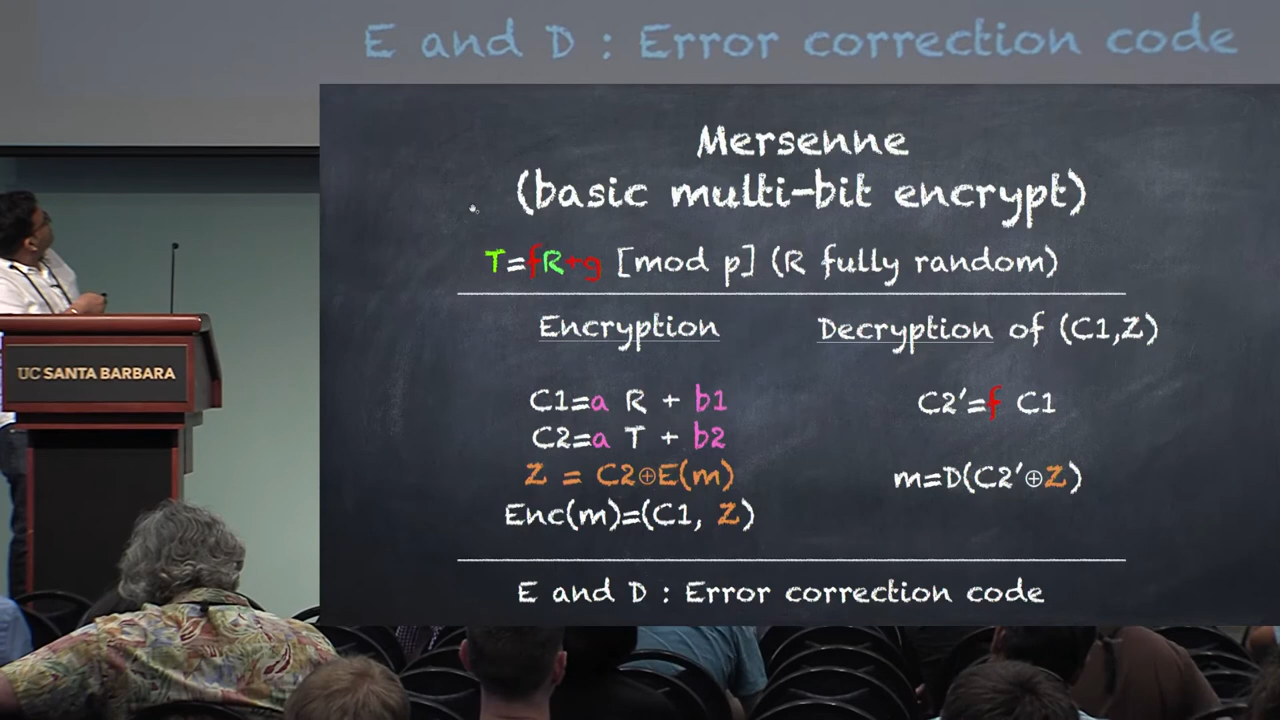 E and D : Error correction code
Mersenne
(basic multi-bit encrypt)
T=fR+g [mod p] (R fully random)
Encryption
Decryption of (C1,Z)
C1=a R + b1
C2=a T + b2
Z = C2⊕E(m)
Enc(m)=(C1, Z)
C2'=f C1
m=D(C2'⊕Z)
E and D : Error correction code
UC SANTA BARBARA